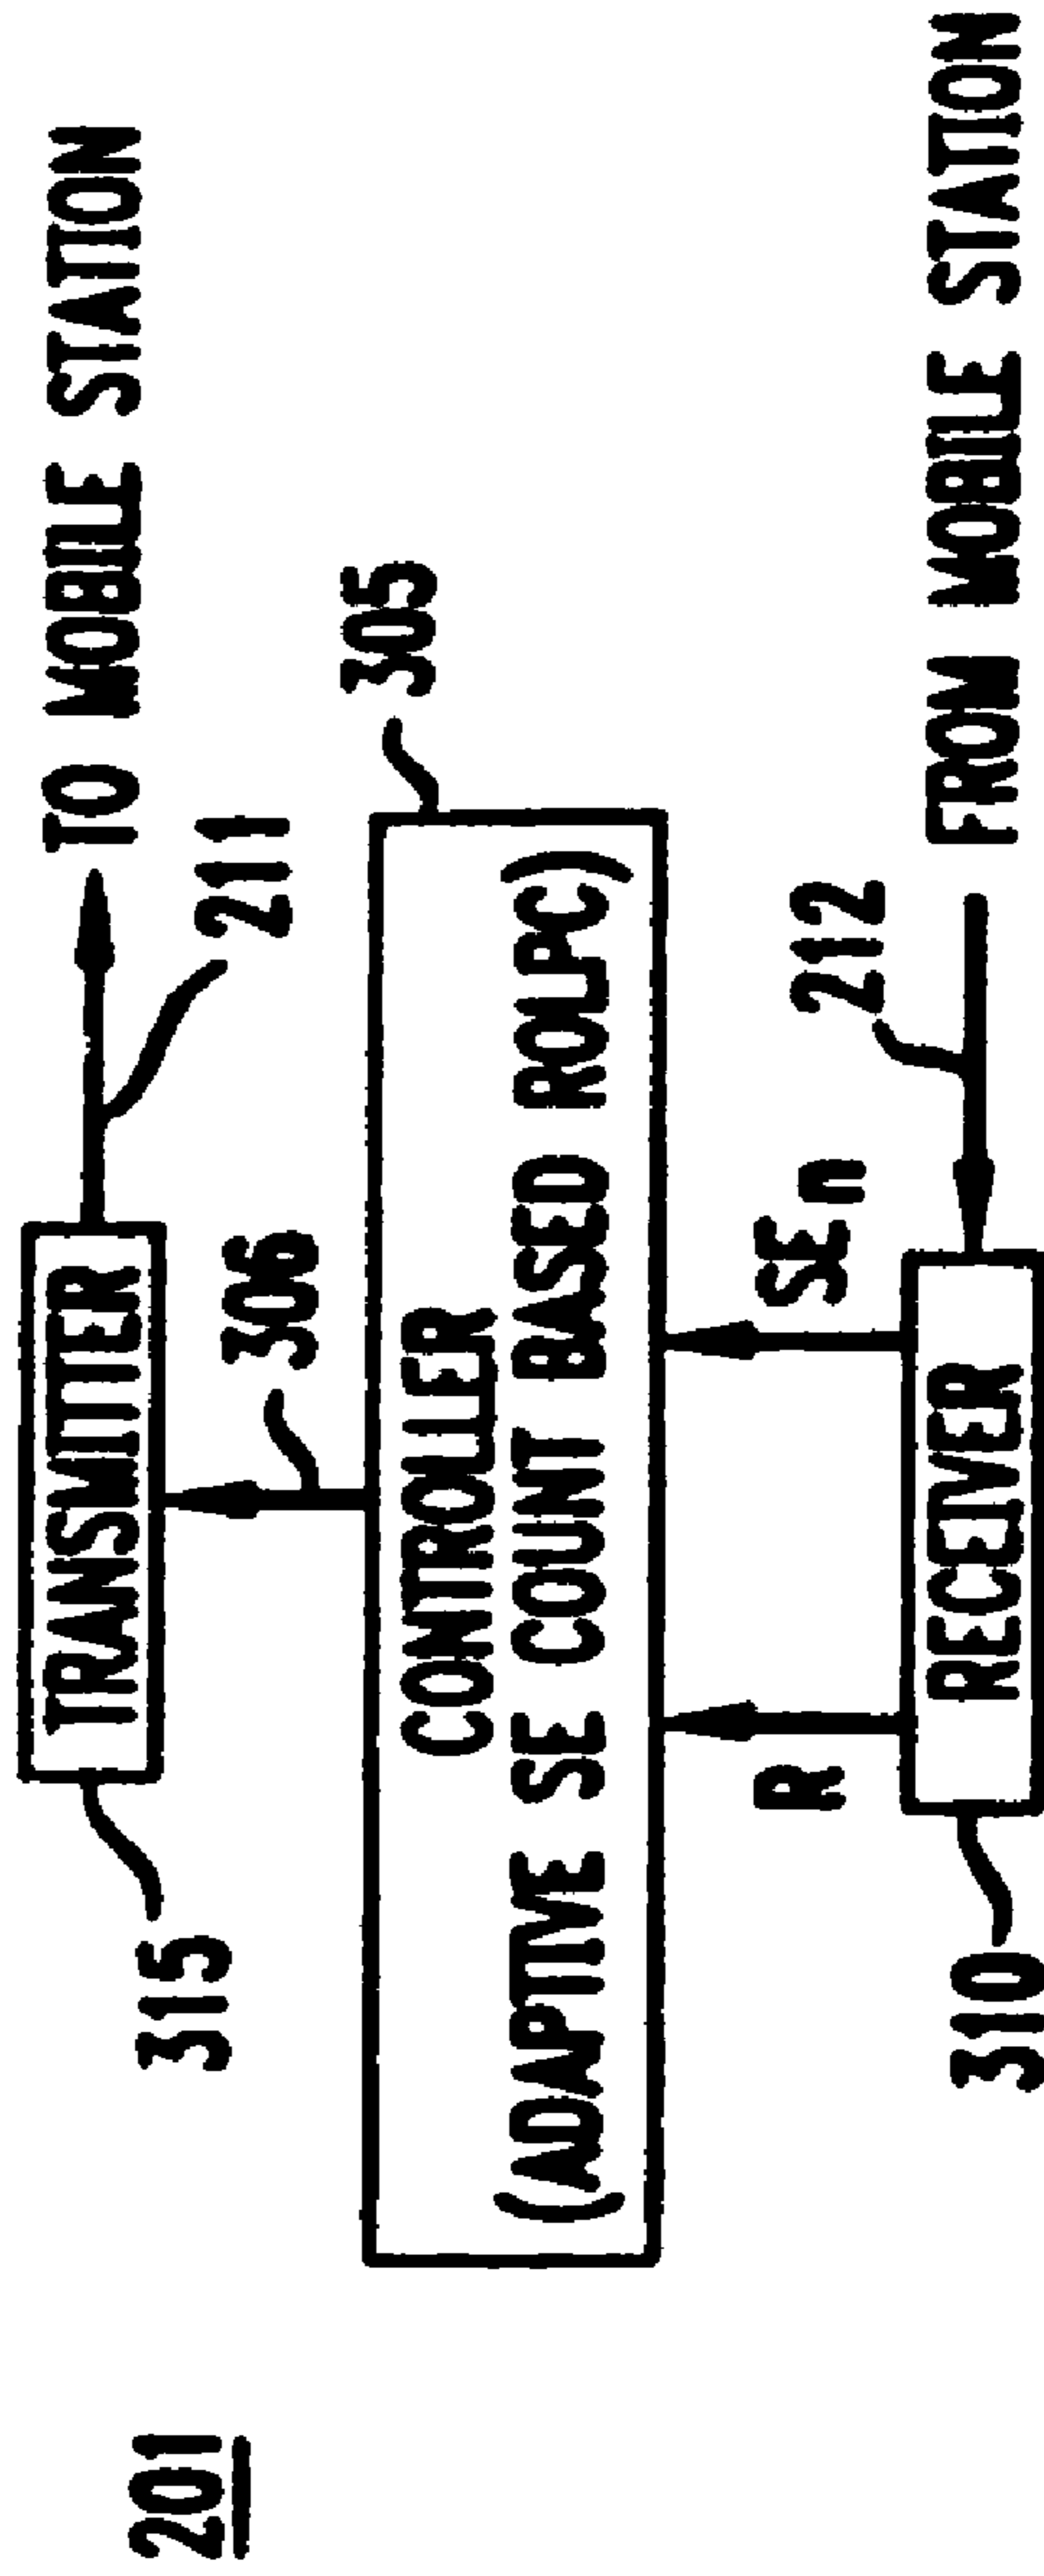 201
315
TRANSMITTER
TO MOBILE STATION
211
306
305
CONTROLLER
(ADAPTIVE SE COUNT BASED ROLPC)
R
SEn
212
310
RECEIVER
FROM MOBILE STATION